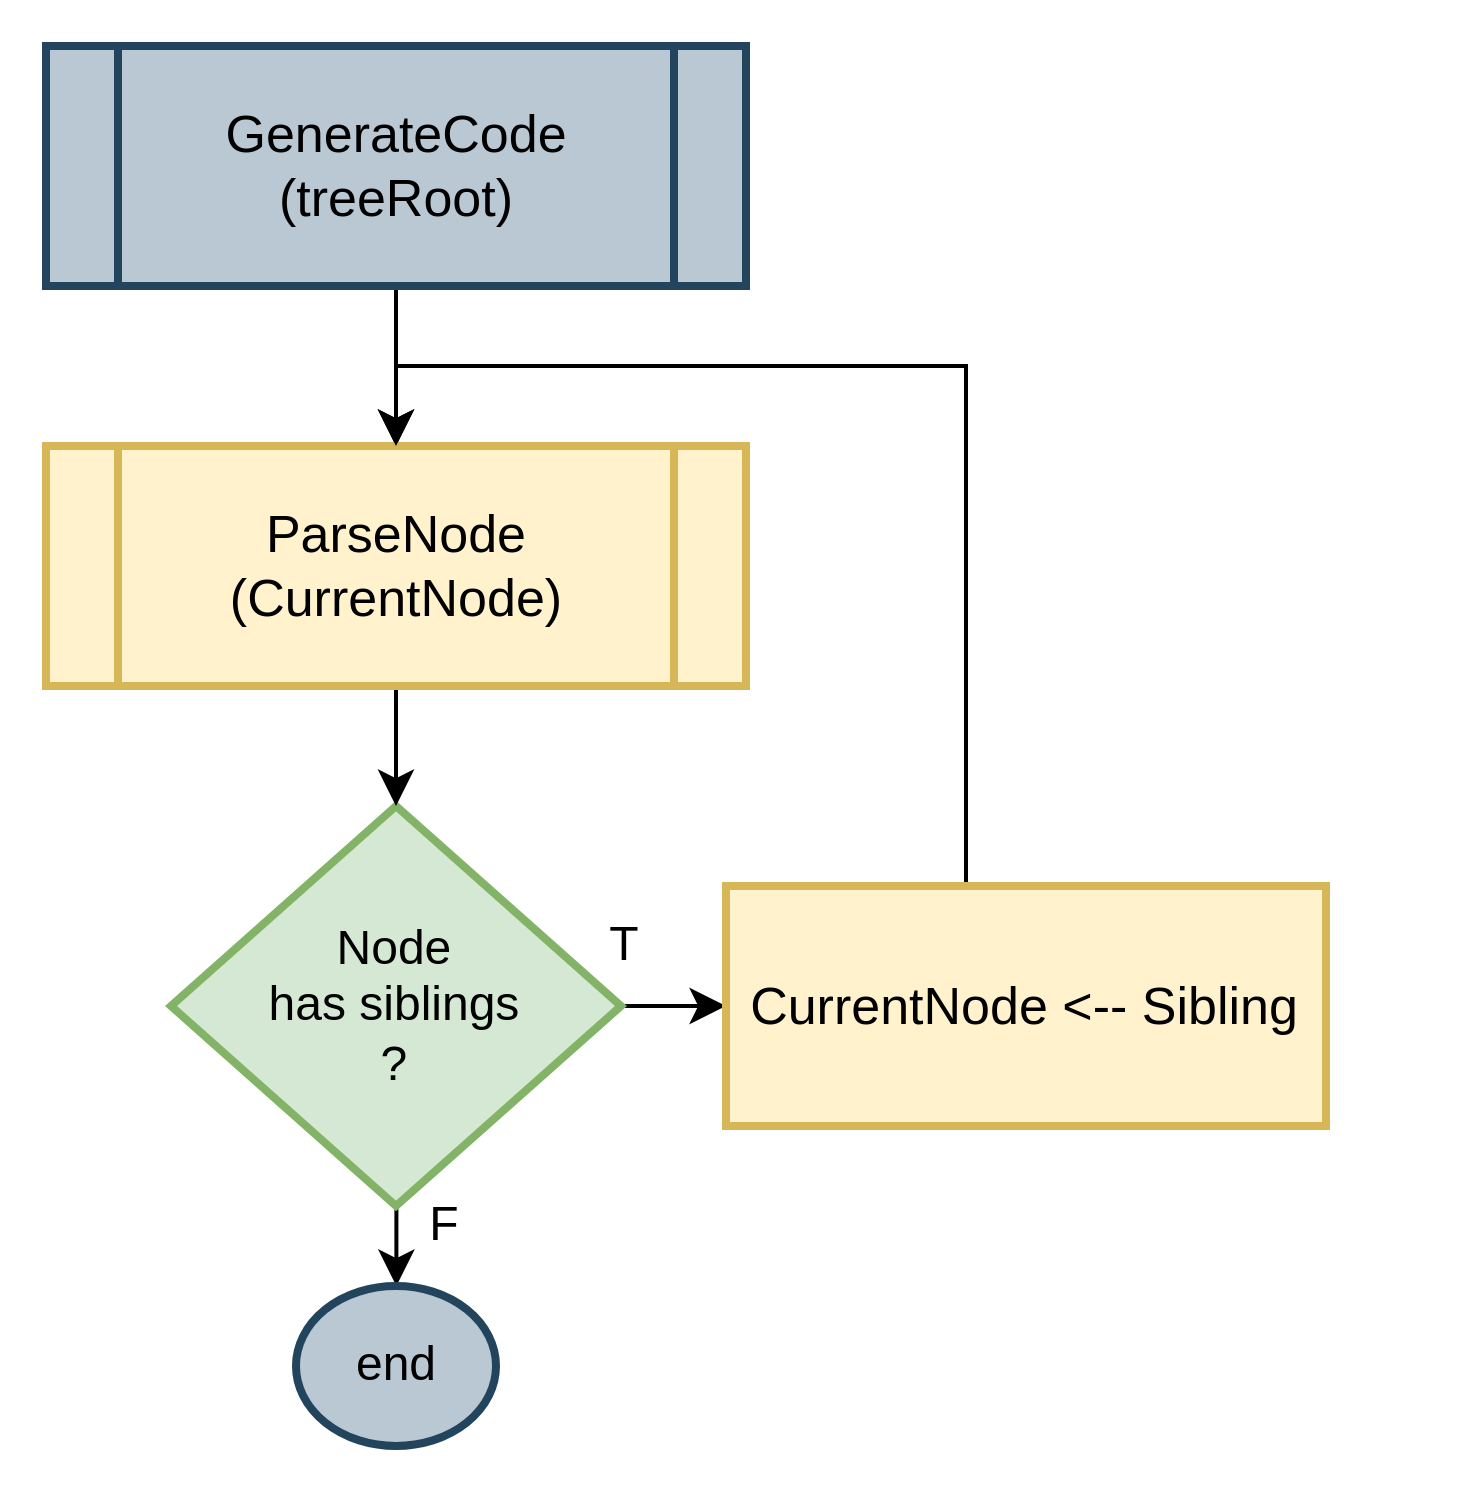 GenerateCode
(treeRoot)
ParseNode
(CurrentNode)
Node
has siblings
?
T
CurrentNode <-- Sibling
F
end